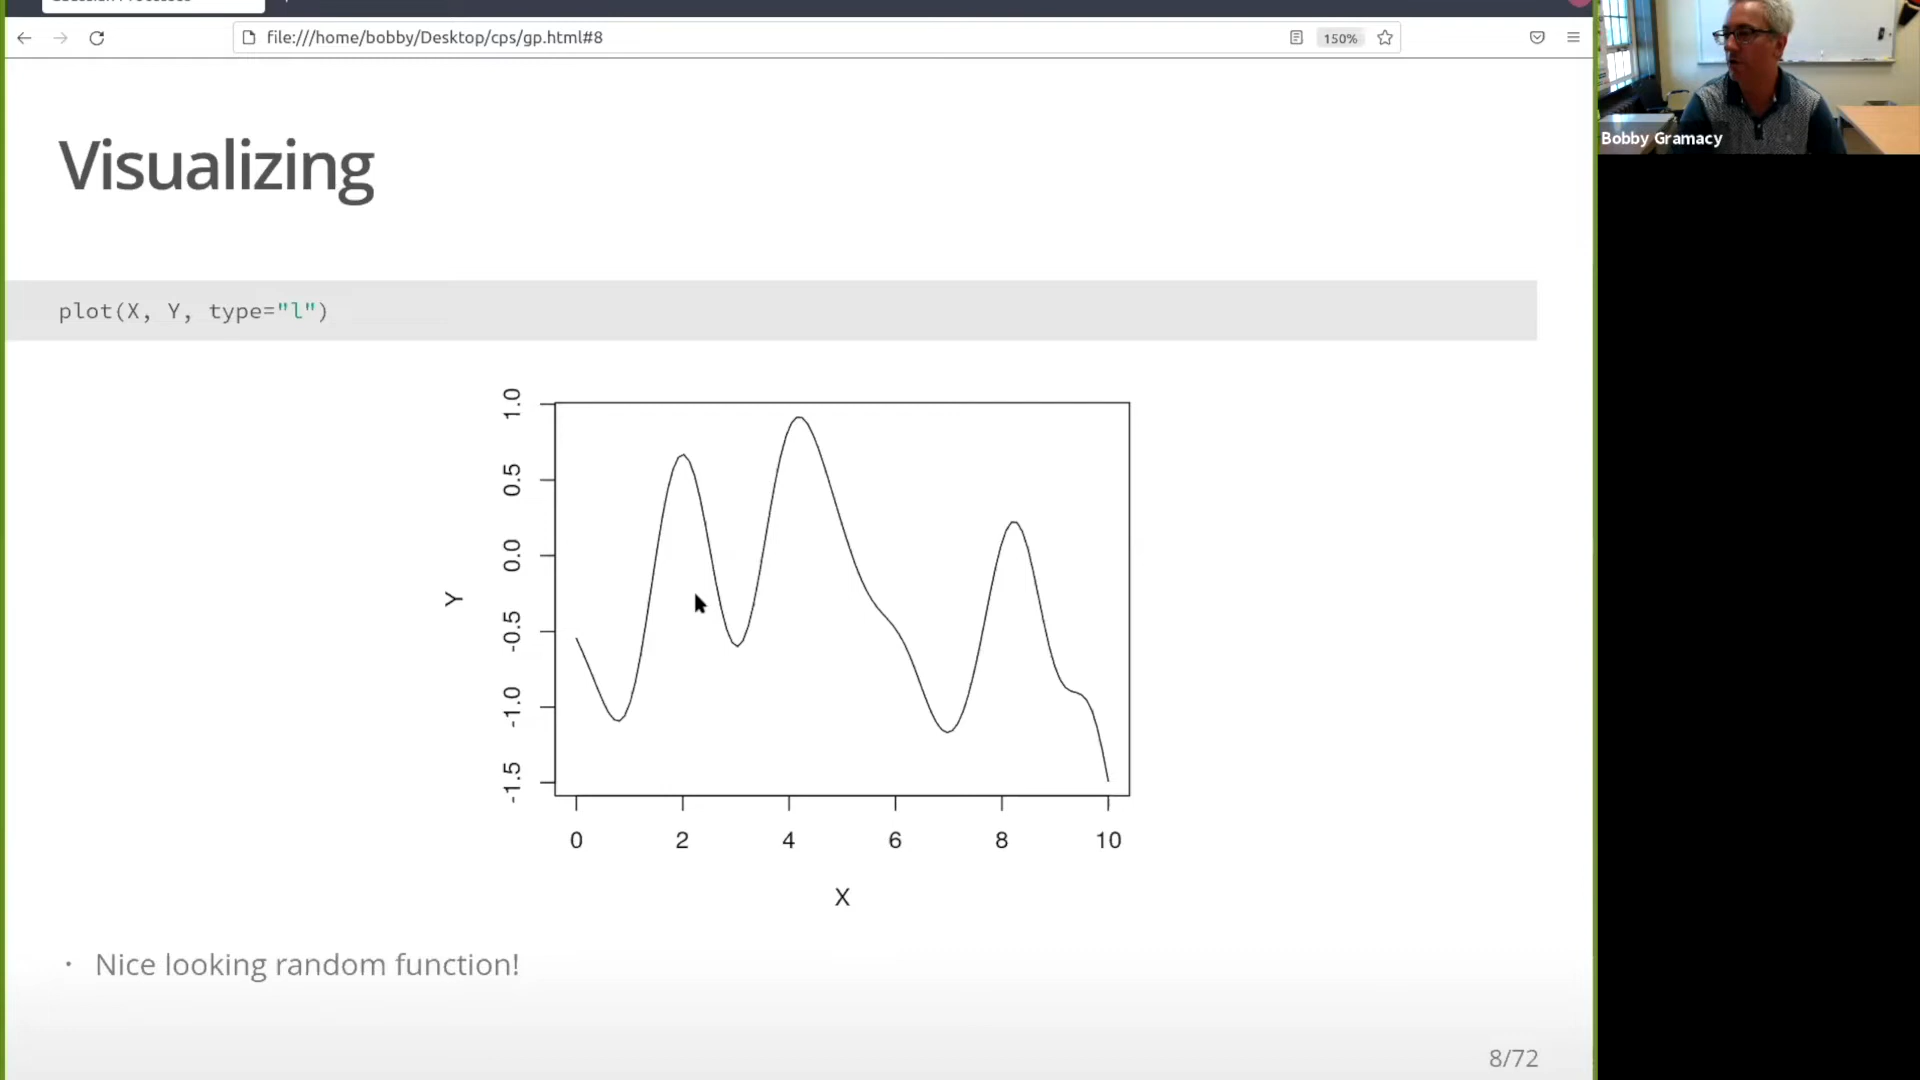 file:///home/bobby/Desktop/cps/gp.html#8
150%
Bobby Gramacy
Visualizing
plot(X, Y, type="l")
1.0
0.5
0.0
-0.5
-1.0
-1.5
Y
0 2 4 6 8 10
X
· Nice looking random function!
8/72